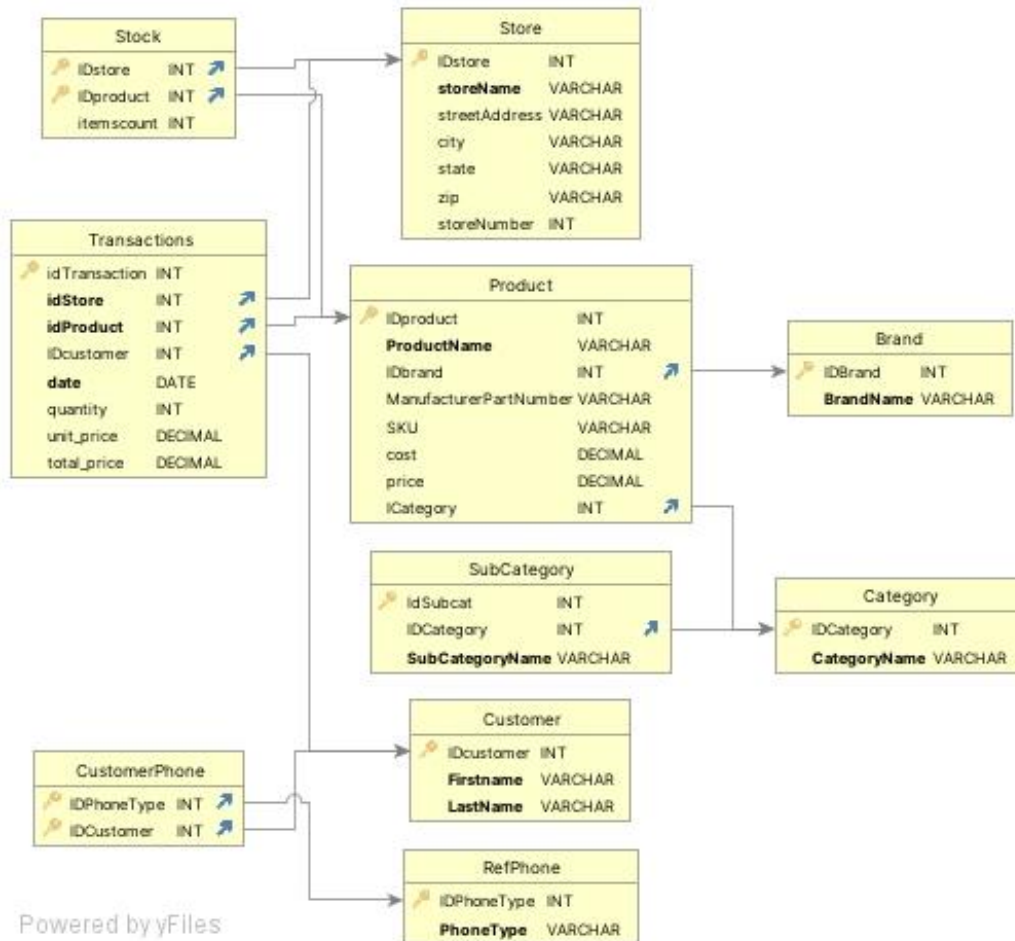 Stock
IDstore INT
IDproduct INT
itemscount INT
Store
IDstore INT
storeName VARCHAR
streetAddress VARCHAR
city VARCHAR
state VARCHAR
zip VARCHAR
storeNumber INT
Transactions
idTransaction INT
idStore INT
idProduct INT
IDcustomer INT
date DATE
quantity INT
unit_price DECIMAL
total_price DECIMAL
Product
IDproduct INT
ProductName VARCHAR
IDbrand INT
ManufacturerPartNumber VARCHAR
SKU VARCHAR
cost DECIMAL
price DECIMAL
ICategory INT
Brand
IDBrand INT
BrandName VARCHAR
SubCategory
IdSubcat INT
IDCategory INT
SubCategoryName VARCHAR
Category
IDCategory INT
CategoryName VARCHAR
Customer
IDcustomer INT
Firstname VARCHAR
LastName VARCHAR
CustomerPhone
IDPhoneType INT
IDCustomer INT
RefPhone
IDPhoneType INT
PhoneType VARCHAR
Powered by yFiles